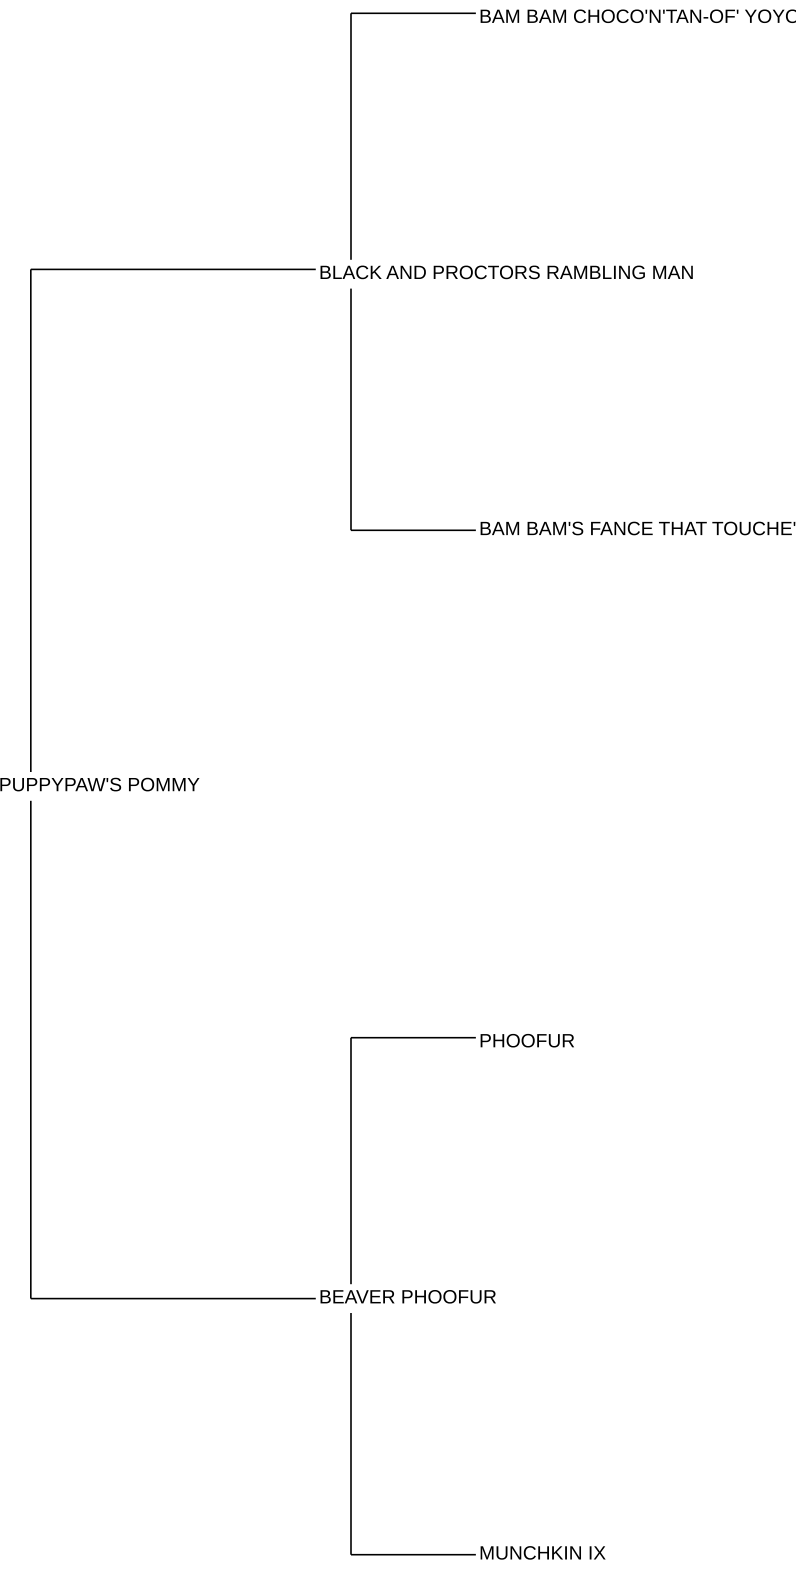 BAM BAM CHOCO'N'TAN-OF' YOYO
BLACK AND PROCTORS RAMBLING MAN
BAM BAM'S FANCE THAT TOUCHE'
PUPPYPAW'S POMMY
PHOOFUR
BEAVER PHOOFUR
MUNCHKIN IX